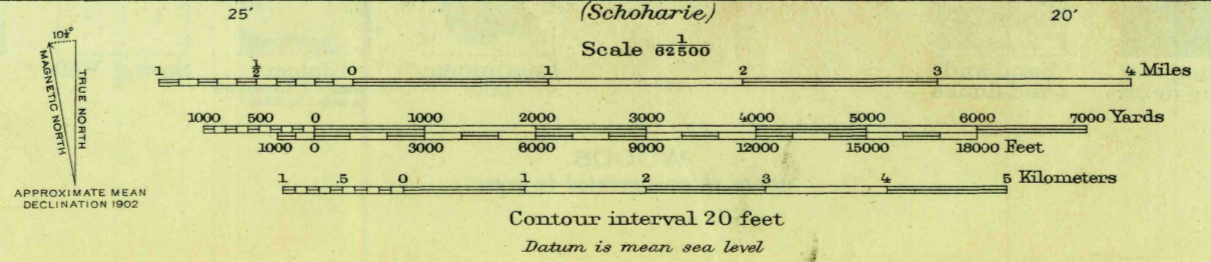 25′ (Schoharie) 20′
Scale 1/62500
1 ½ 0 1 2 3 4 Miles
1000 500 0 1000 2000 3000 4000 5000 6000 7000 Yards
1000 0 3000 6000 9000 12000 15000 18000 Feet
1 .5 0 1 2 3 4 5 Kilometers
Contour interval 20 feet
Datum is mean sea level
10½°
TRUE NORTH
MAGNETIC NORTH
APPROXIMATE MEAN
DECLINATION 1902